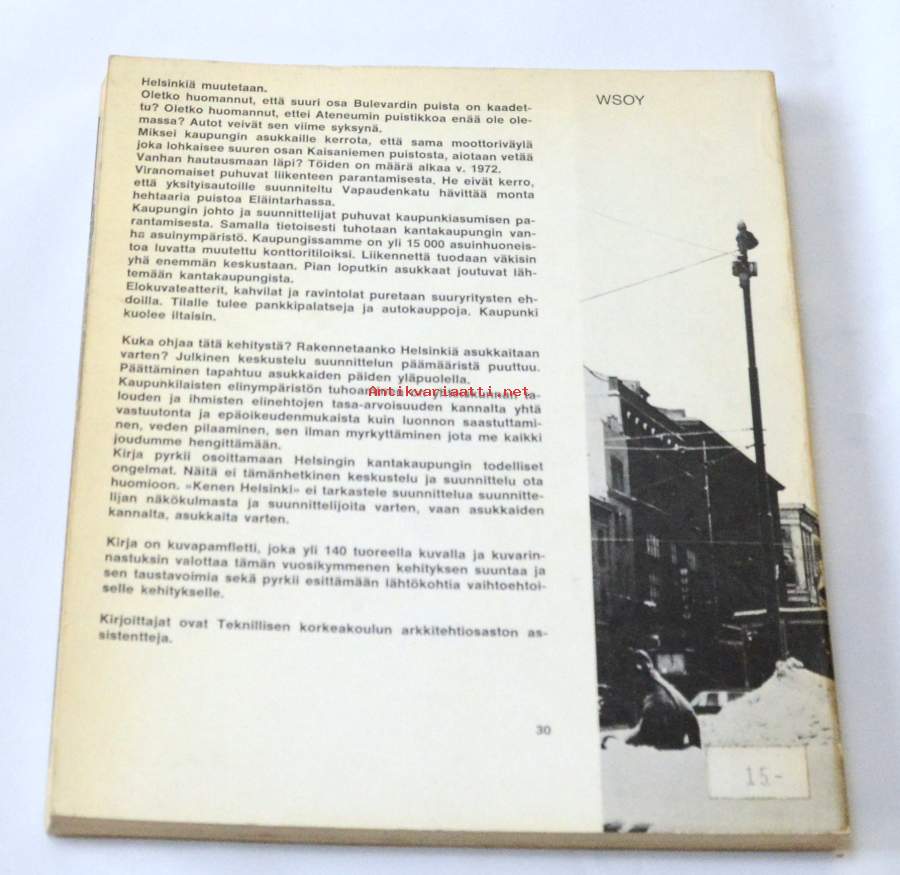 Helsinkiä muutetaan.
Oletko huomannut, että suuri osa Bulevardin puista on kaadet-
tu? Oletko huomannut, ettei Ateneumin puistikkoa enää ole ole-
massa? Autot veivät sen viime syksynä.
Miksei kaupungin asukkaille kerrota, että sama moottoriväylä
joka lohkaisee suuren osan Kaisaniemen puistosta, aiotaan vetää
Vanhan hautausmaan läpi? Töiden on määrä alkaa v. 1972.
Viranomaiset puhuvat liikenteen parantamisesta. He eivät kerro,
että yksityisautoille suunniteltu Vapaudenkatu hävittää monta
hehtaaria puistoa Eläintarhassa.
Kaupungin johto ja suunnittelijat puhuvat kaupunkiasumisen pa-
rantamisesta. Samalla tietoisesti tuhotaan kantakaupungin van-
ha asuinympäristö. Kaupungissamme on yli 15 000 asuinhuoneis-
toa luvatta muutettu konttoritiloiksi. Liikennettä tuodaan väkisin
yhä enemmän keskustaan. Pian loputkin asukkaat joutuvat läh-
temään kantakaupungista.
Elokuvateatterit, kahvilat ja ravintolat puretaan suuryritysten eh-
doilla. Tilalle tulee pankkipalatseja ja autokauppoja. Kaupunki
kuolee iltaisin.
Kuka ohjaa tätä kehitystä? Rakennetaanko Helsinkiä asukkaitaan
varten? Julkinen keskustelu suunnittelun päämääristä puuttuu.
Päättäminen tapahtuu asukkaiden päiden yläpuolella.
Kaupunkilaisten elinympäristön tuhoaminen on yhteiskunnan ta-
louden ja ihmisten elinehtojen tasa-arvoisuuden kannalta yhtä
vastuutonta ja epäoikeudenmukaista kuin luonnon saastuttami-
nen, veden pilaaminen, sen ilman myrkyttäminen jota me kaikki
joudumme hengittämään.
Kirja pyrkii osoittamaan Helsingin kantakaupungin todelliset
ongelmat. Näitä ei tämänhetkinen keskustelu ja suunnittelu ota
huomioon. »Kenen Helsinki» ei tarkastele suunnittelua suunnitte-
lijan näkökulmasta ja suunnittelijoita varten, vaan asukkaiden
kannalta, asukkaita varten.
Kirja on kuvapamfletti, joka yli 140 tuoreella kuvalla ja kuvarin-
nastuksin valottaa tämän vuosikymmenen kehityksen suuntaa ja
sen taustavoimia sekä pyrkii esittämään lähtökohtia vaihtoehtoi-
selle kehitykselle.
Kirjoittajat ovat Teknillisen korkeakoulun arkkitehtiosaston as-
sistentteja.
30
WSOY
15.-
Antikvariaatti.net